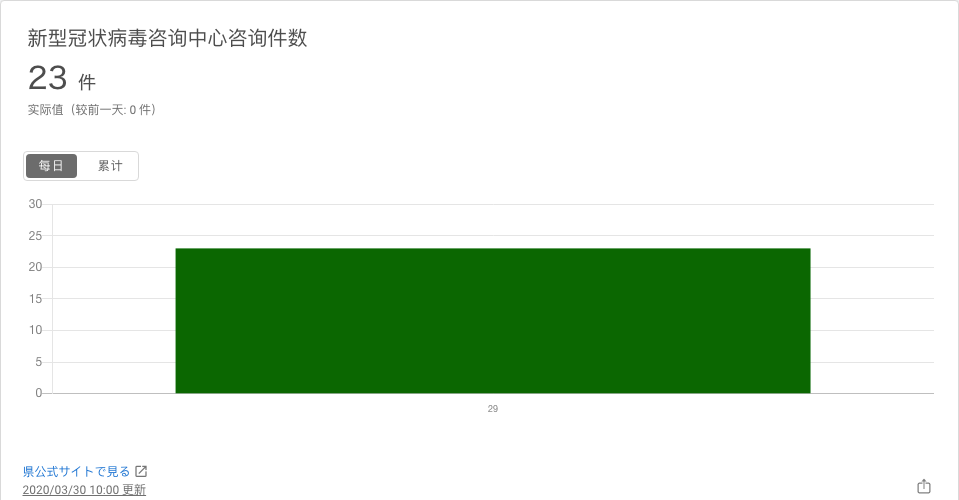 新型冠状病毒咨询中心咨询件数
23 件
实际值（较前一天: 0 件）
每日 累计
30
25
20
15
10
5
0
29
県公式サイトで見る
2020/03/30 10:00 更新